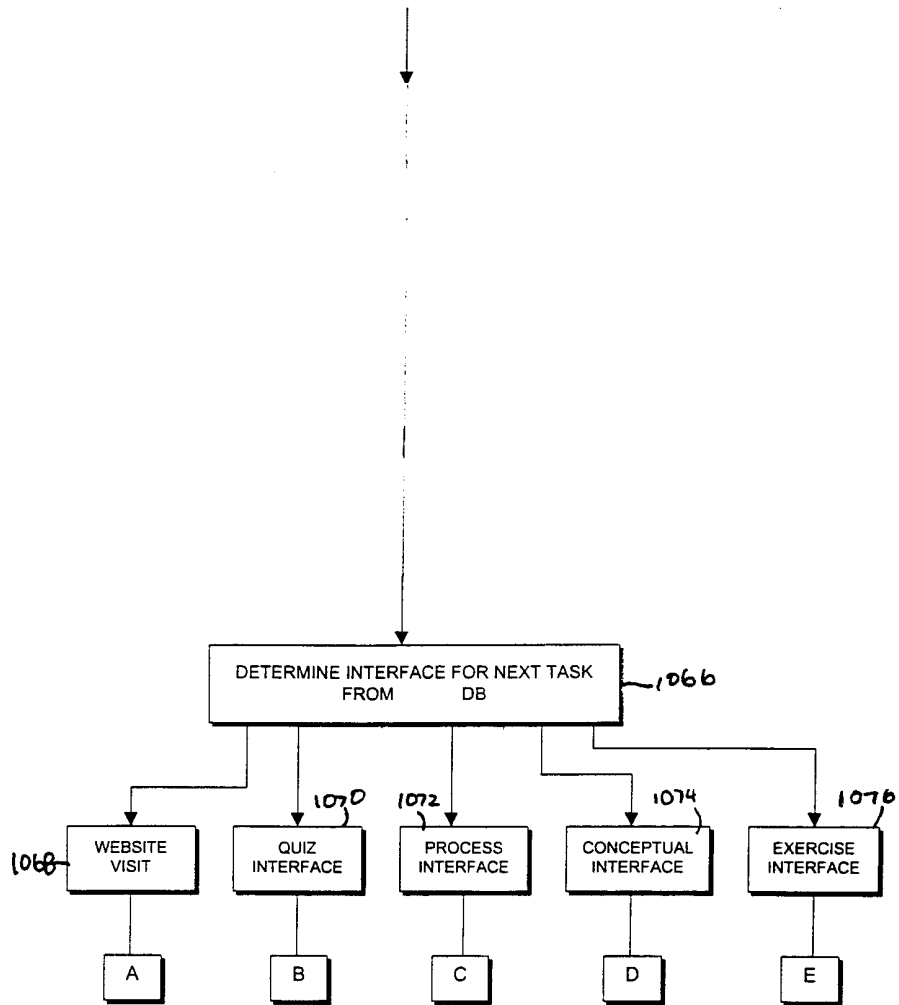 DETERMINE INTERFACE FOR NEXT TASK
FROM DB
1066
1070
1072
1074
1076
1068
WEBSITE
VISIT
QUIZ
INTERFACE
PROCESS
INTERFACE
CONCEPTUAL
INTERFACE
EXERCISE
INTERFACE
A
B
C
D
E